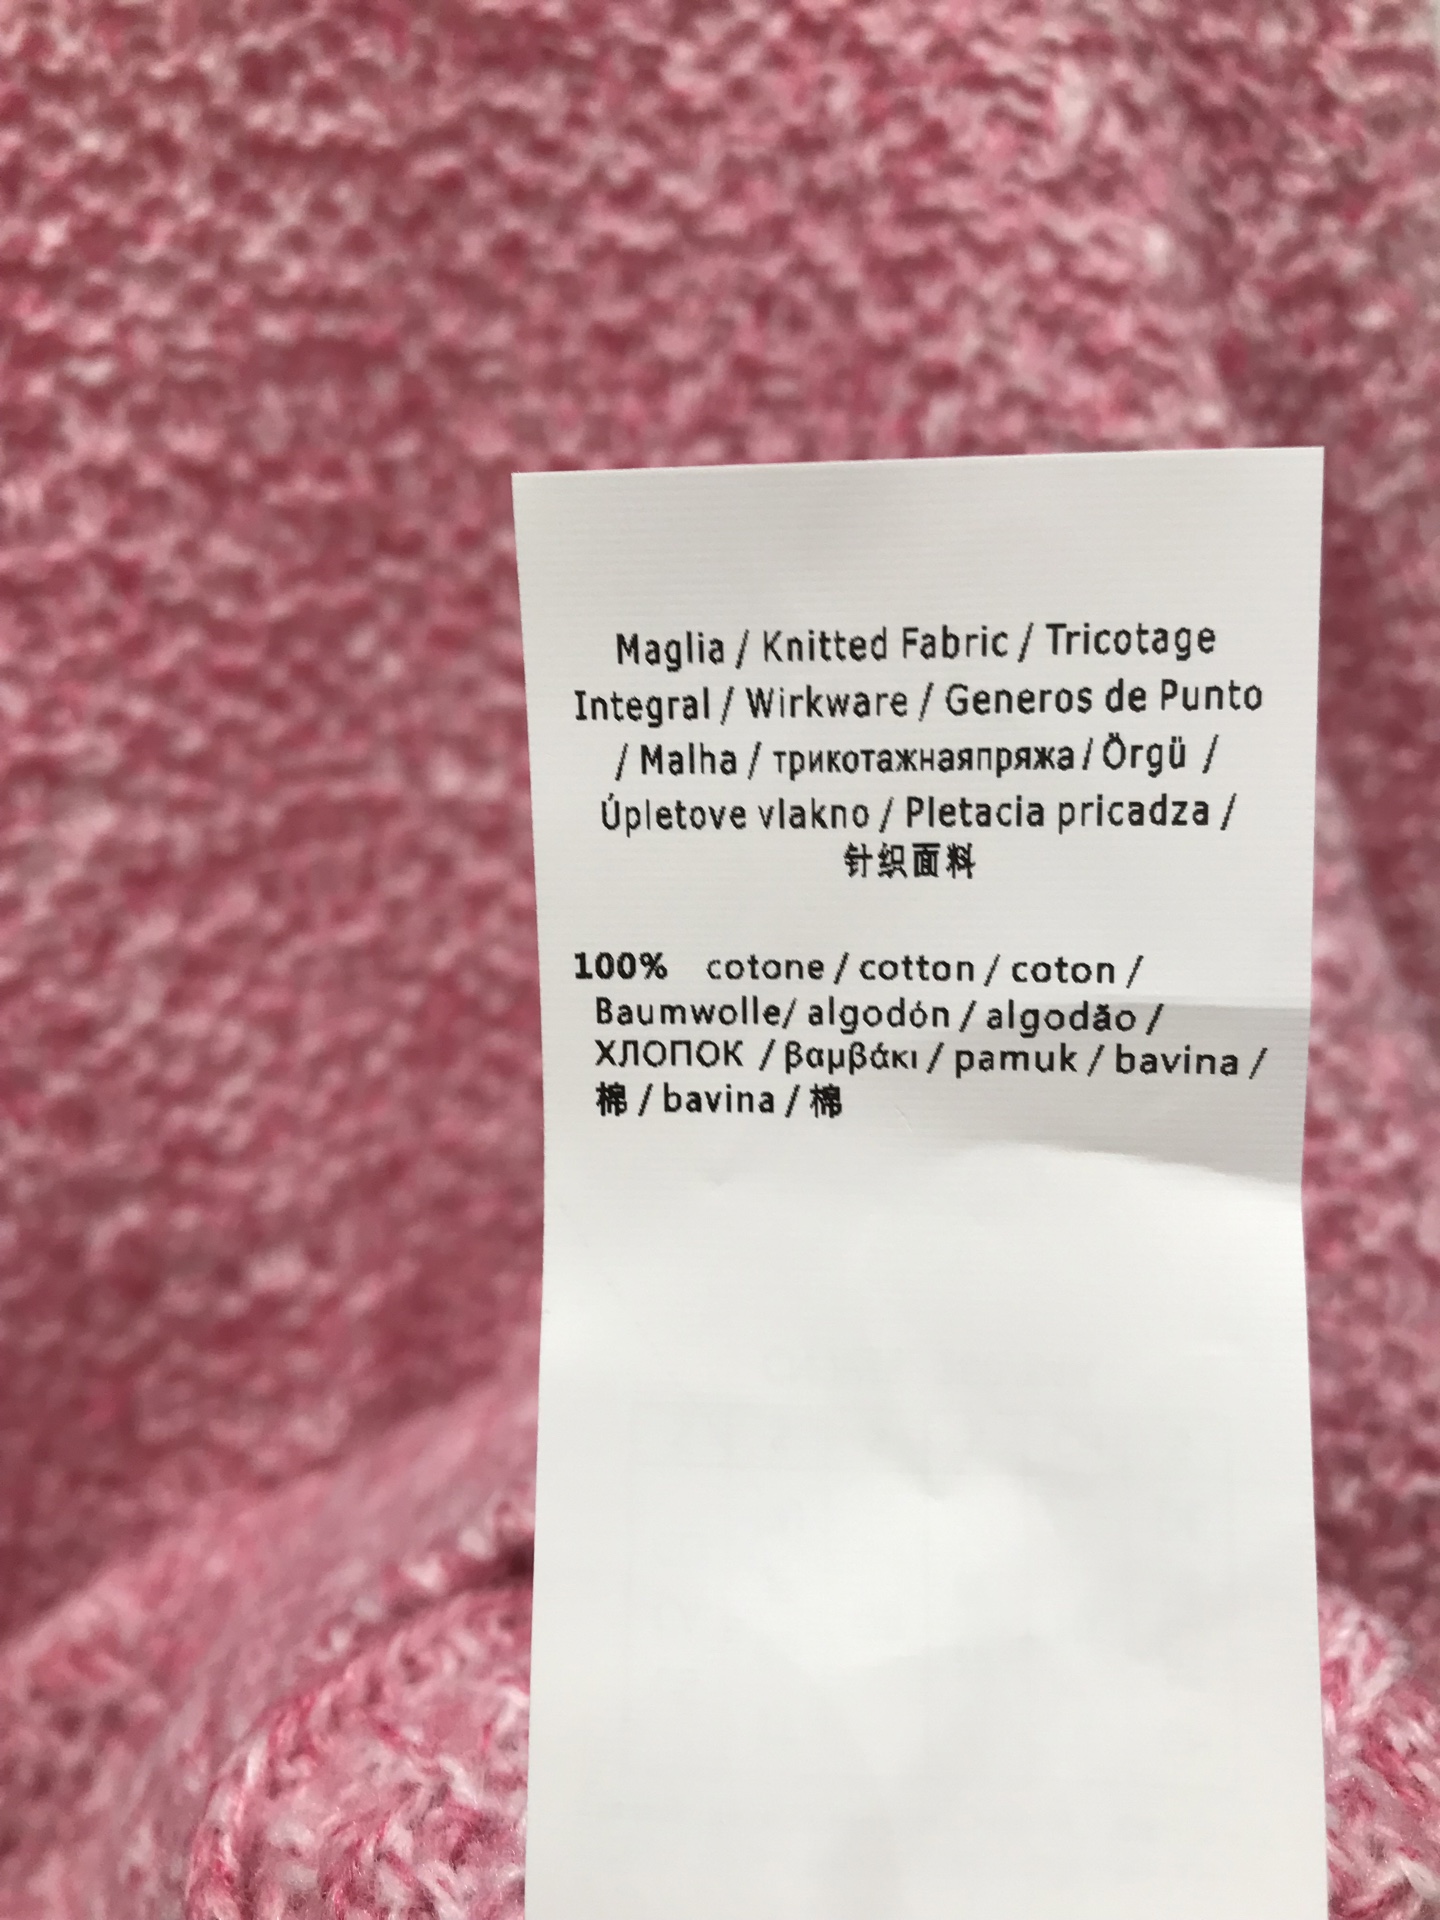 Maglia / Knitted Fabric / Tricotage
Integral / Wirkware / Generos de Punto
/ Malha / трикотажнаяпряжа / Örgü /
Úpletove vlakno / Pletacia pricadza /
针织面料
100% cotone / cotton / coton /
Baumwolle/ algodón / algodăo /
ХЛОПОК / βαμβάκι / pamuk / bavina /
棉 / bavina / 棉